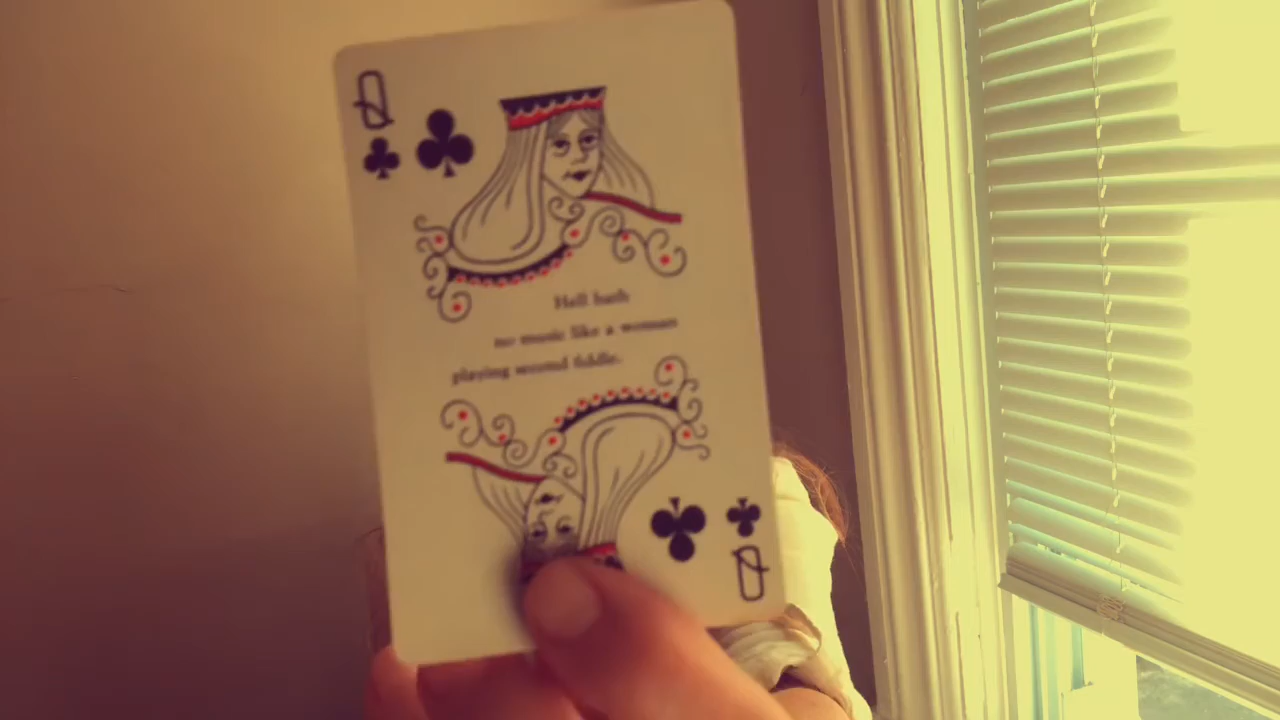 Q
Hell hath
no music like a woman
playing second fiddle.
Q